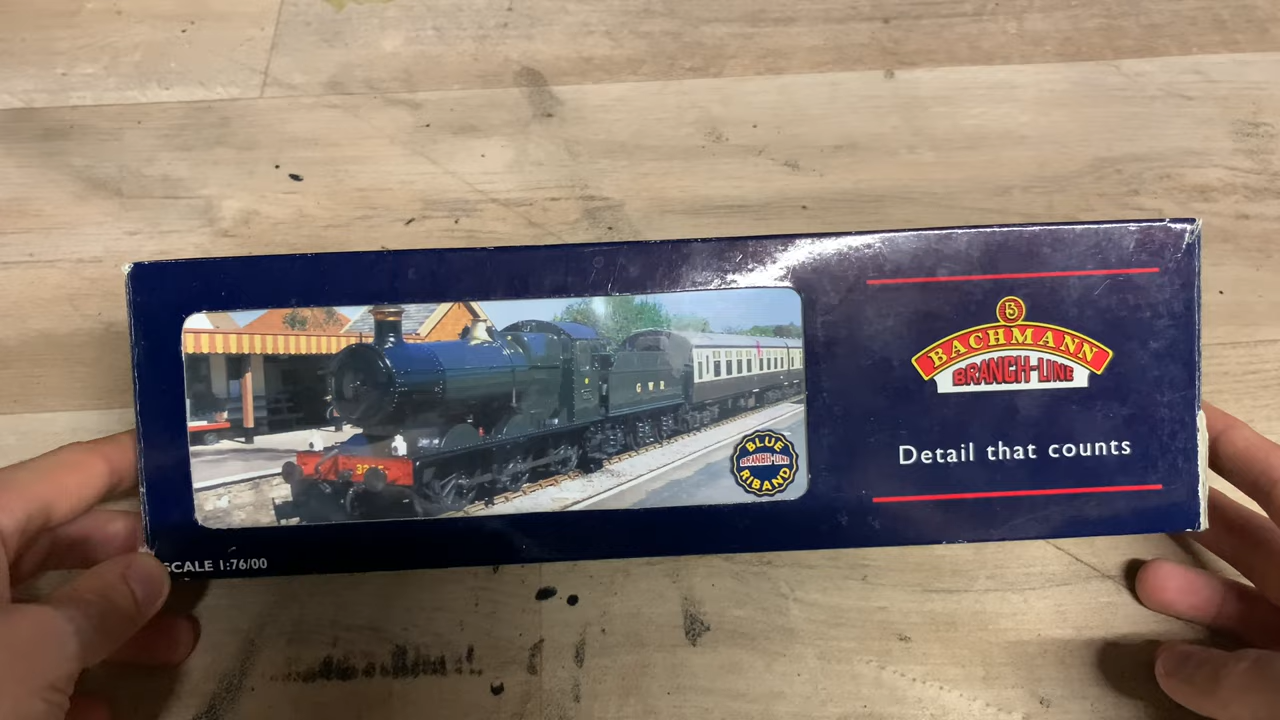 BACHMANN
BRANCH-LINE
Detail that counts
G W R
BLUE
BRANCH-LINE
RIBAND
SCALE 1:76/00